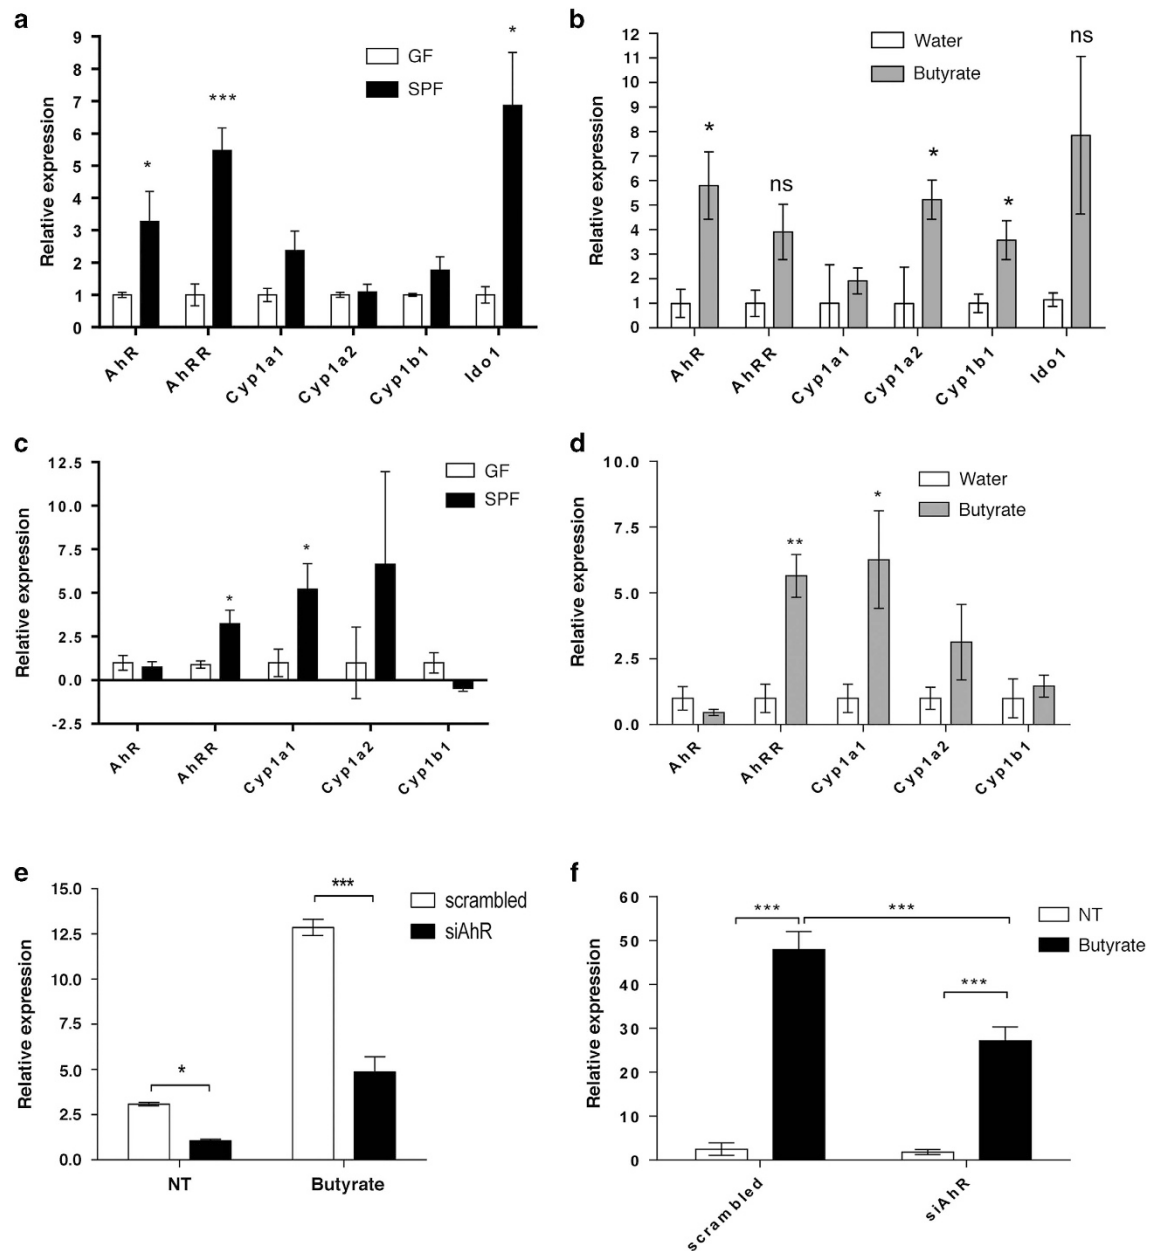 a
Relative expression
9
8
7
6
5
4
3
2
1
0
GF
SPF
*
***
*
AhR
AhRR
Cyp1a1
Cyp1a2
Cyp1b1
Ido1
b
Relative expression
12
11
10
9
8
7
6
5
4
3
2
1
0
Water
Butyrate
*
ns
*
*
ns
AhR
AhRR
Cyp1a1
Cyp1a2
Cyp1b1
Ido1
c
Relative expression
12.5
10.0
7.5
5.0
2.5
0.0
-2.5
GF
SPF
*
*
AhR
AhRR
Cyp1a1
Cyp1a2
Cyp1b1
d
Relative expression
10.0
7.5
5.0
2.5
0.0
Water
Butyrate
**
*
AhR
AhRR
Cyp1a1
Cyp1a2
Cyp1b1
e
Relative expression
15.0
12.5
10.0
7.5
5.0
2.5
0.0
scrambled
siAhR
*
***
NT
Butyrate
f
Relative expression
60
50
40
30
20
10
0
NT
Butyrate
***
***
***
scrambled
siAhR